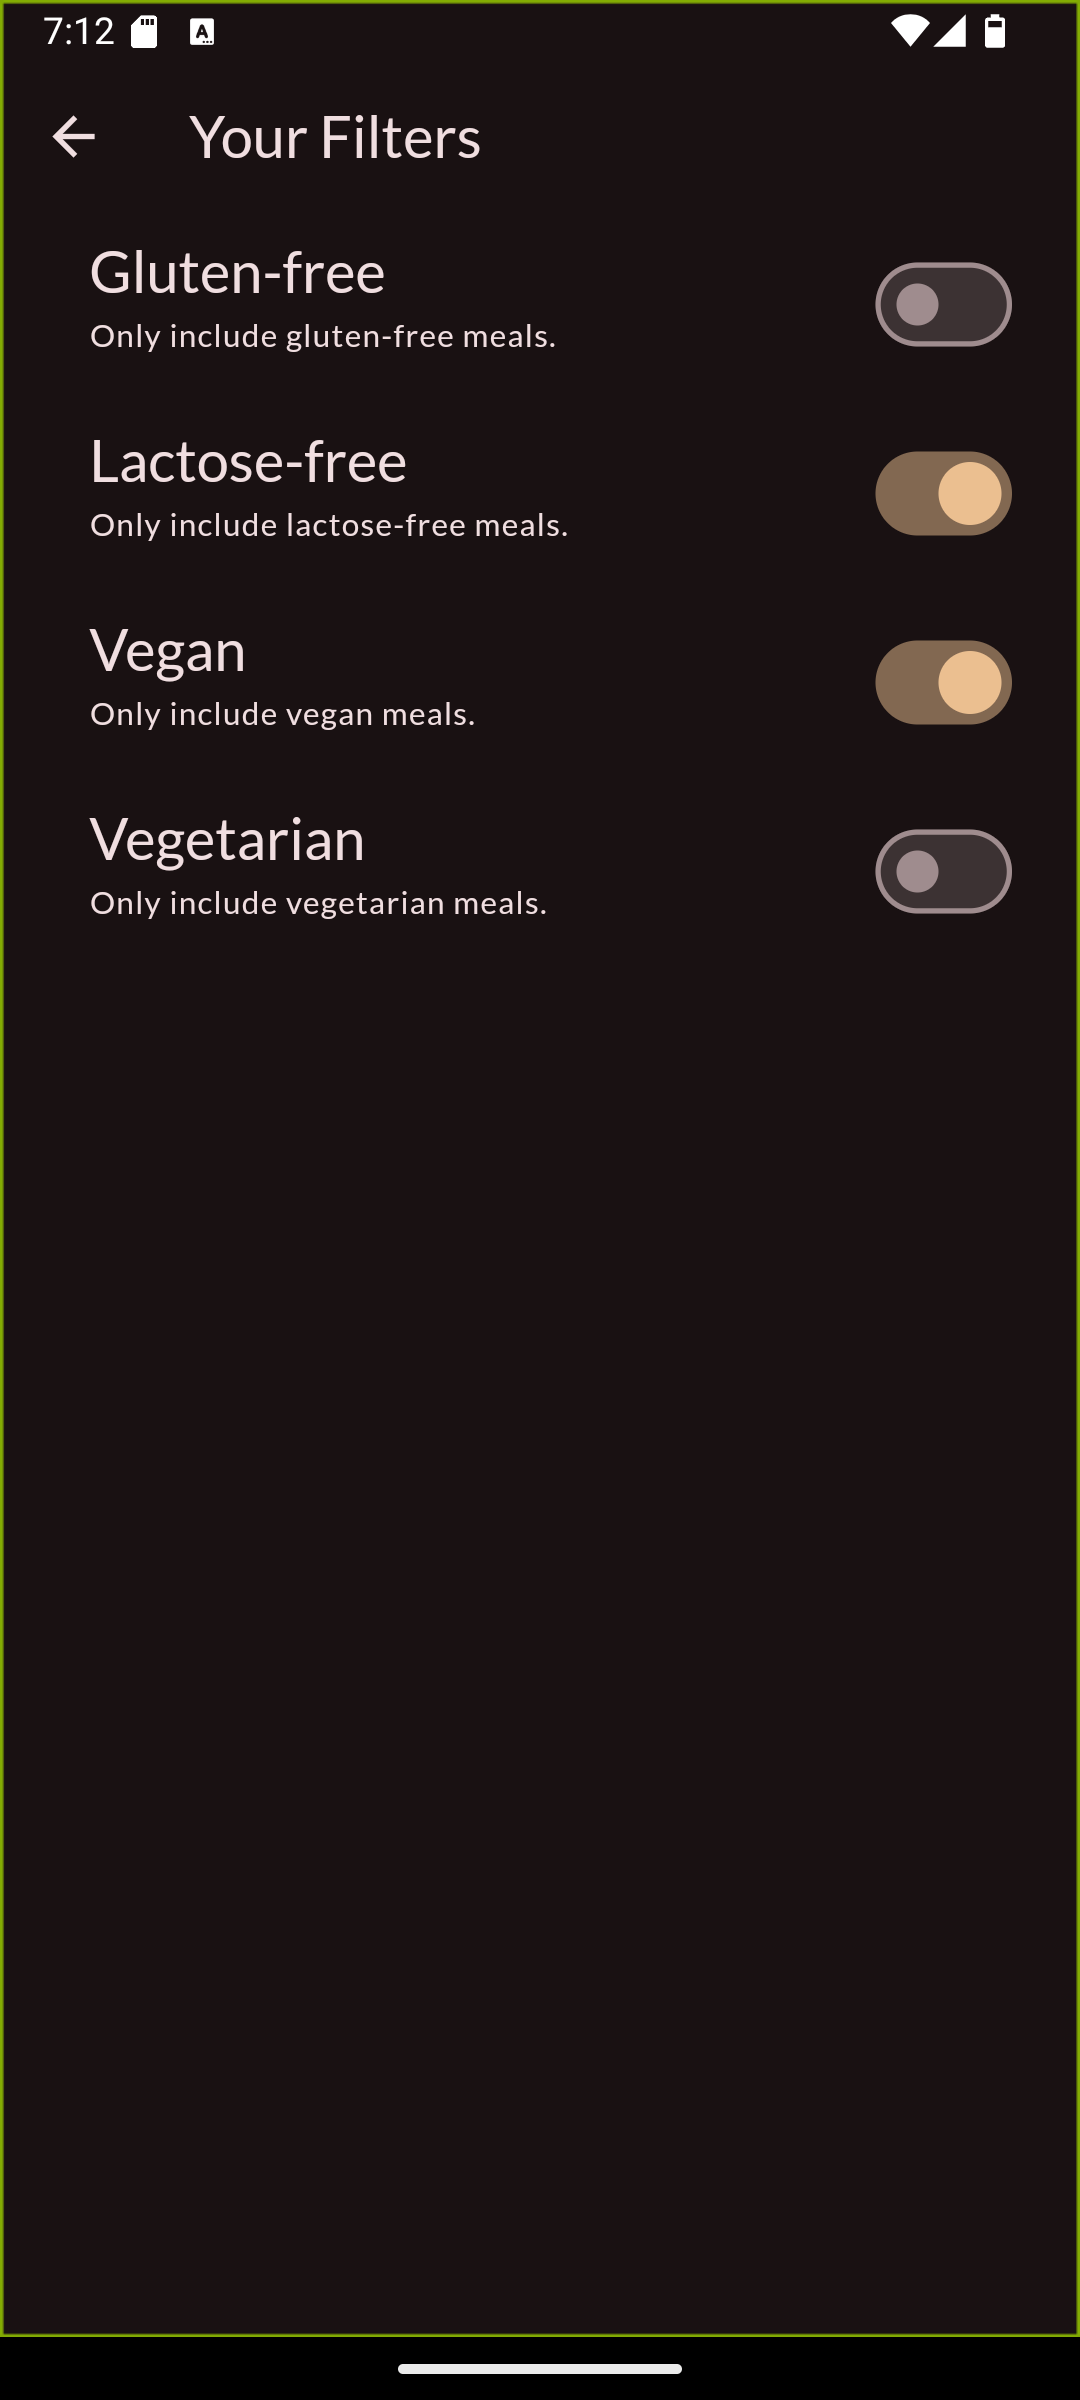 7:12
Your Filters
Gluten-free
Only include gluten-free meals.
Lactose-free
Only include lactose-free meals.
Vegan
Only include vegan meals.
Vegetarian
Only include vegetarian meals.